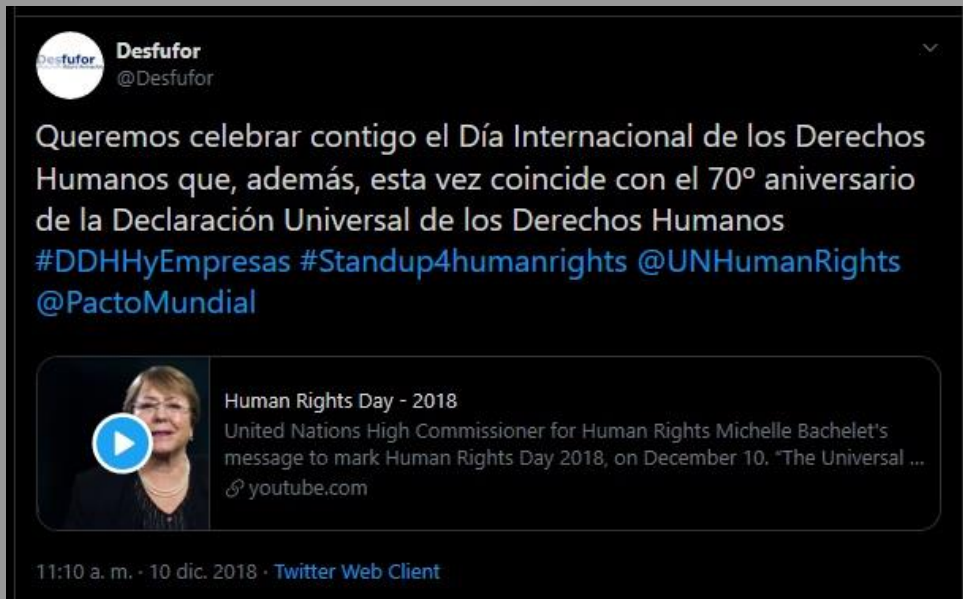 Desfufor
Desfufor
@Desfufor
Queremos celebrar contigo el Día Internacional de los Derechos
Humanos que, además, esta vez coincide con el 70º aniversario
de la Declaración Universal de los Derechos Humanos
#DDHHyEmpresas #Standup4humanrights @UNHumanRights
@PactoMundial
Human Rights Day - 2018
United Nations High Commissioner for Human Rights Michelle Bachelet's
message to mark Human Rights Day 2018, on December 10. “The Universal ...
youtube.com
11:10 a. m. · 10 dic. 2018 · Twitter Web Client